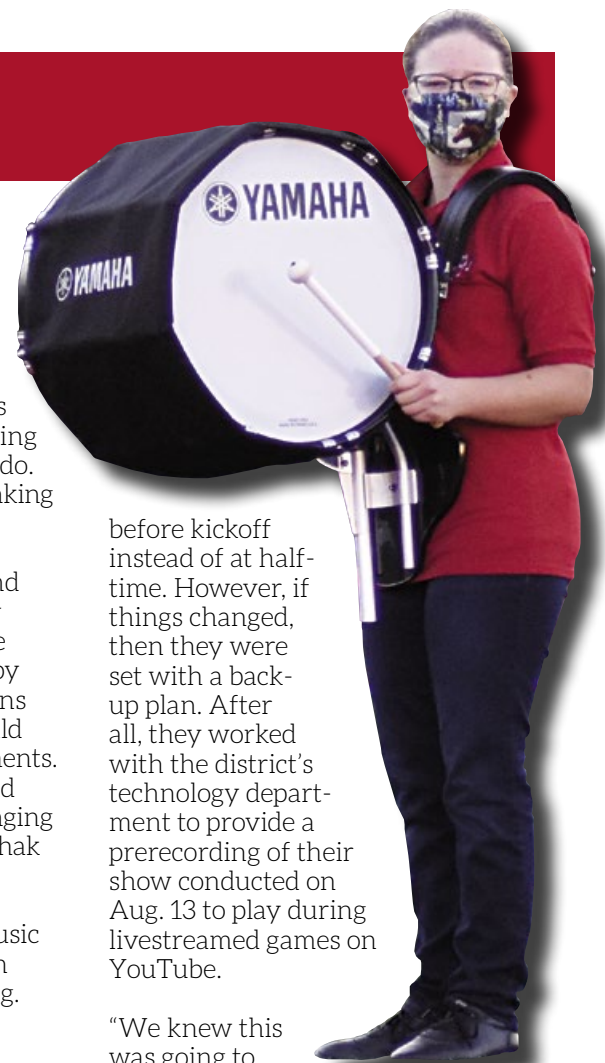 YAMAHA
YAMAHA
s
ing
do.
king
nd
e
ns
ld
ents.
d
ging
hak
usic
n
g.
before kickoff
instead of at half-
time. However, if
things changed,
then they were
set with a back-
up plan. After
all, they worked
with the district’s
technology depart-
ment to provide a
prerecording of their
show conducted on
Aug. 13 to play during
livestreamed games on
YouTube.
“We knew this
was going to